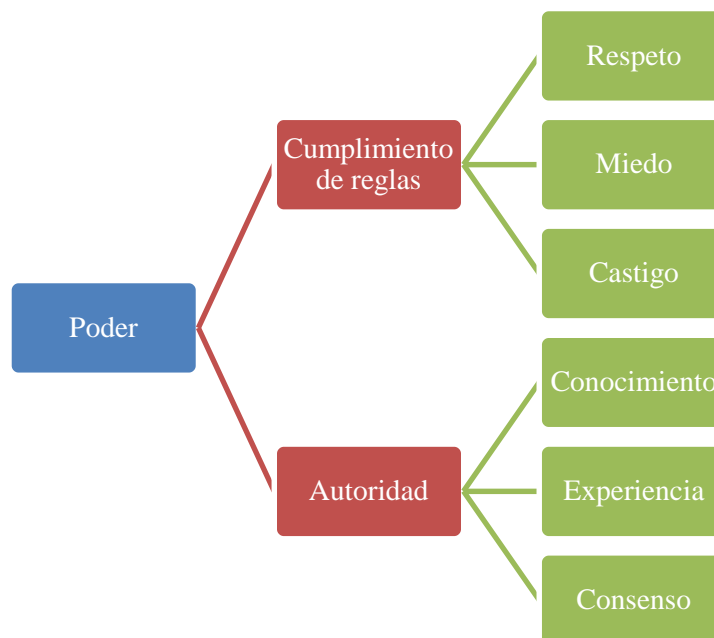 Poder
Cumplimiento
de reglas
Respeto
Miedo
Castigo
Autoridad
Conocimiento
Experiencia
Consenso